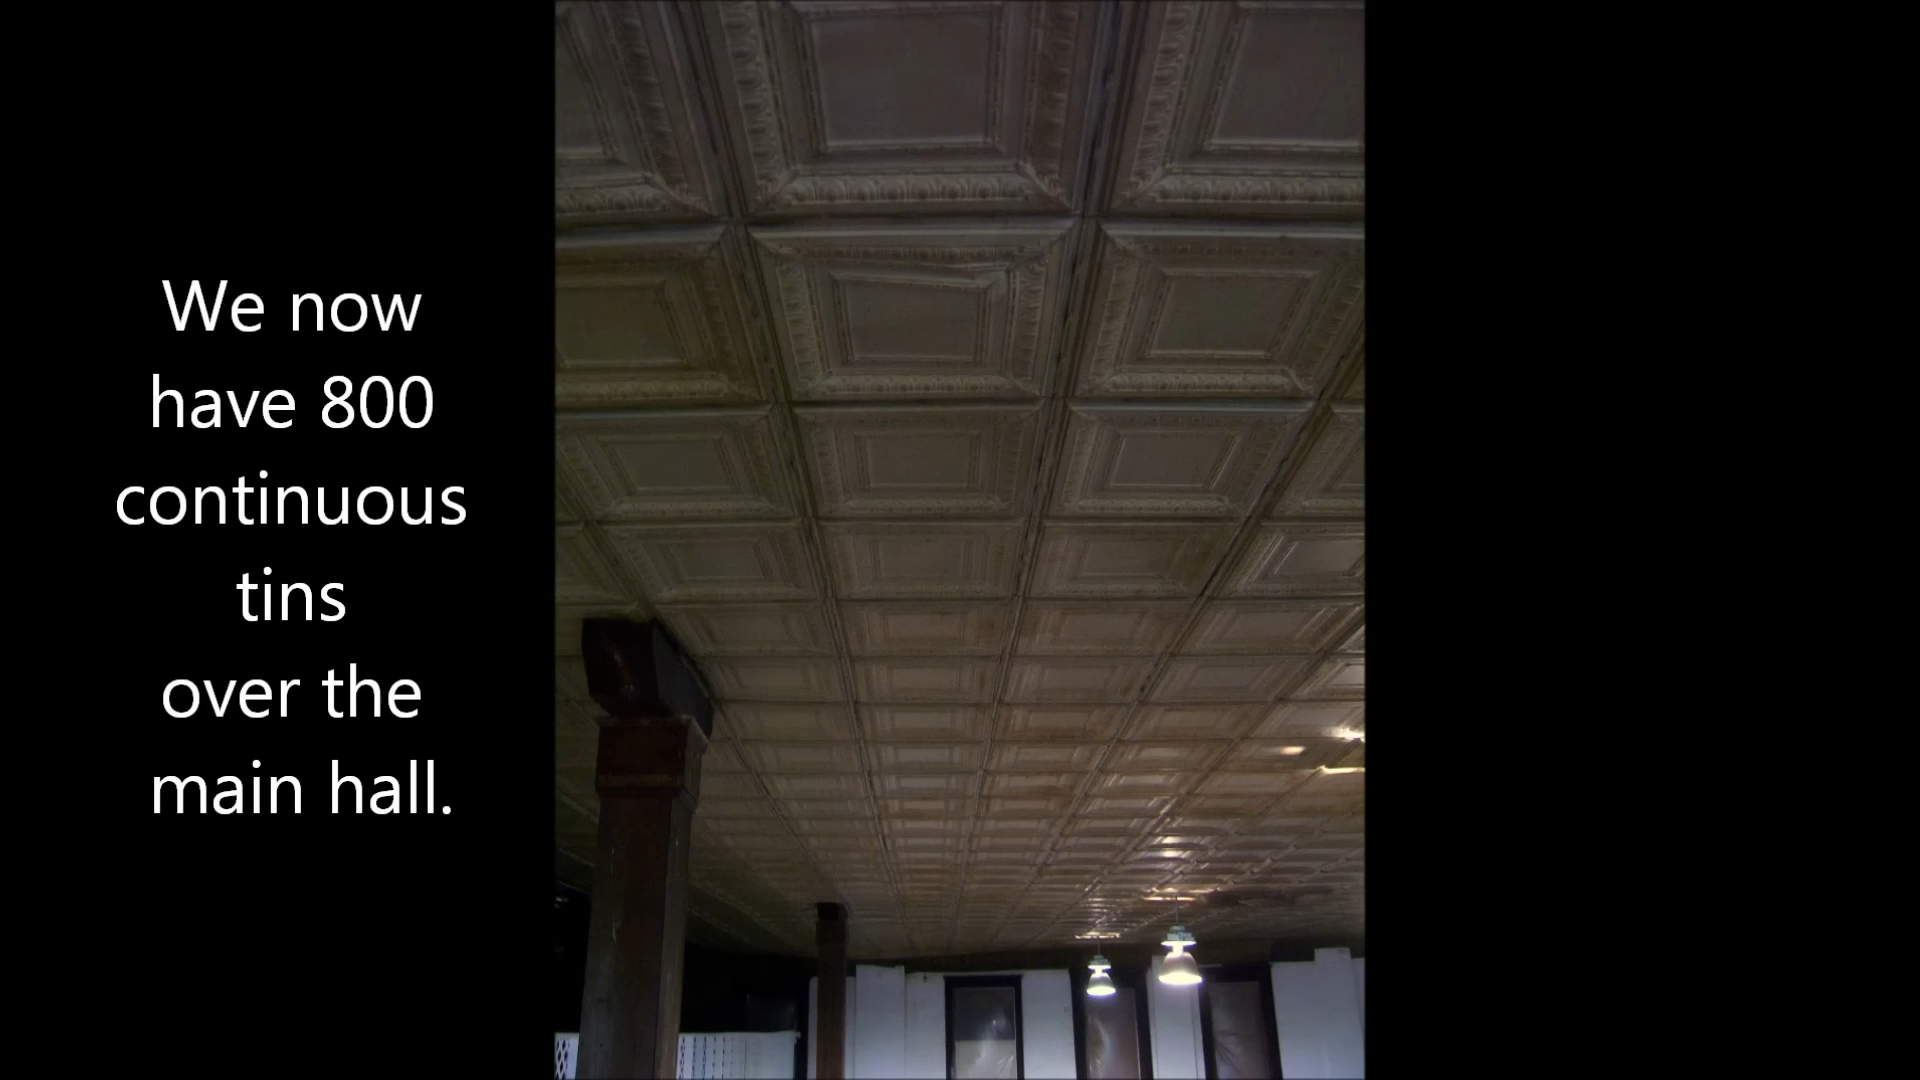 We now
have 800
continuous
tins
over the
main hall.